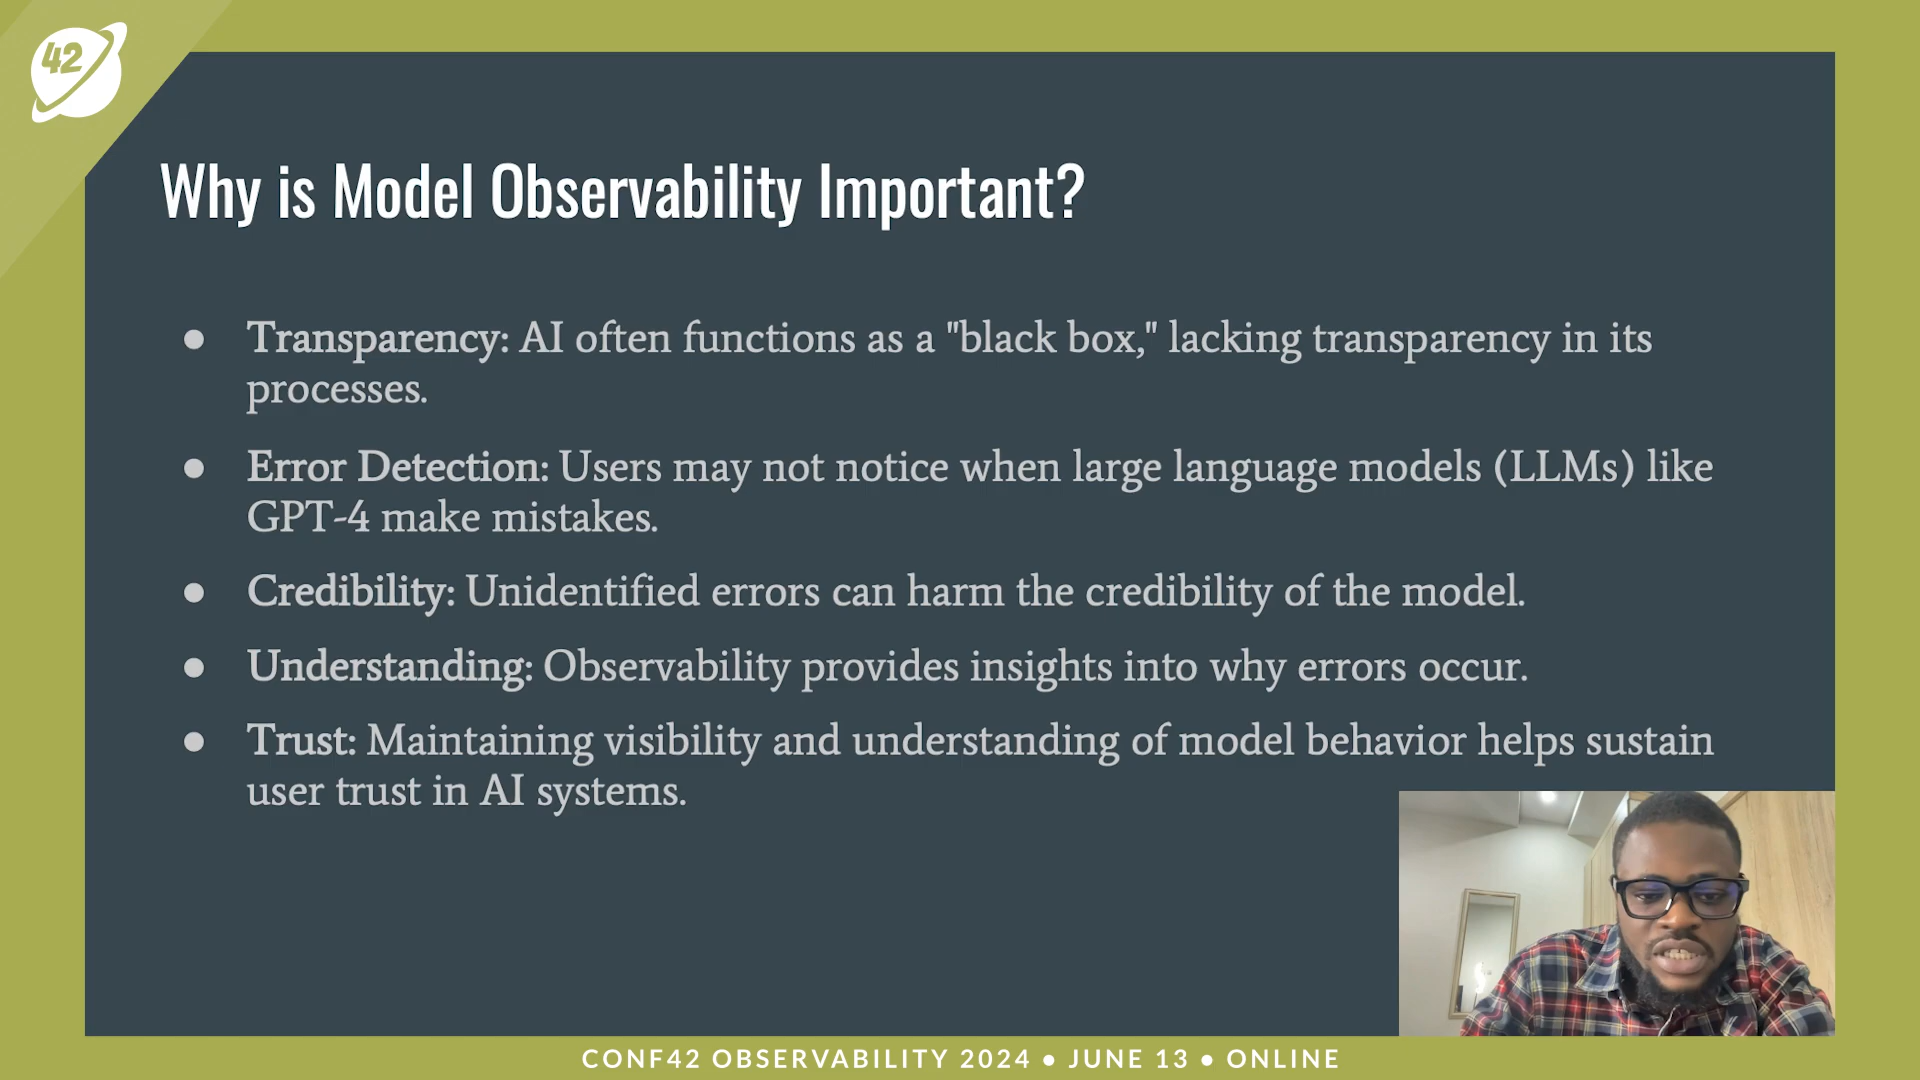 42
Why is Model Observability Important?
● Transparency: AI often functions as a "black box," lacking transparency in its
processes.
● Error Detection: Users may not notice when large language models (LLMs) like
GPT-4 make mistakes.
● Credibility: Unidentified errors can harm the credibility of the model.
● Understanding: Observability provides insights into why errors occur.
● Trust: Maintaining visibility and understanding of model behavior helps sustain
user trust in AI systems.
CONF42 OBSERVABILITY 2024 ● JUNE 13 ● ONLINE